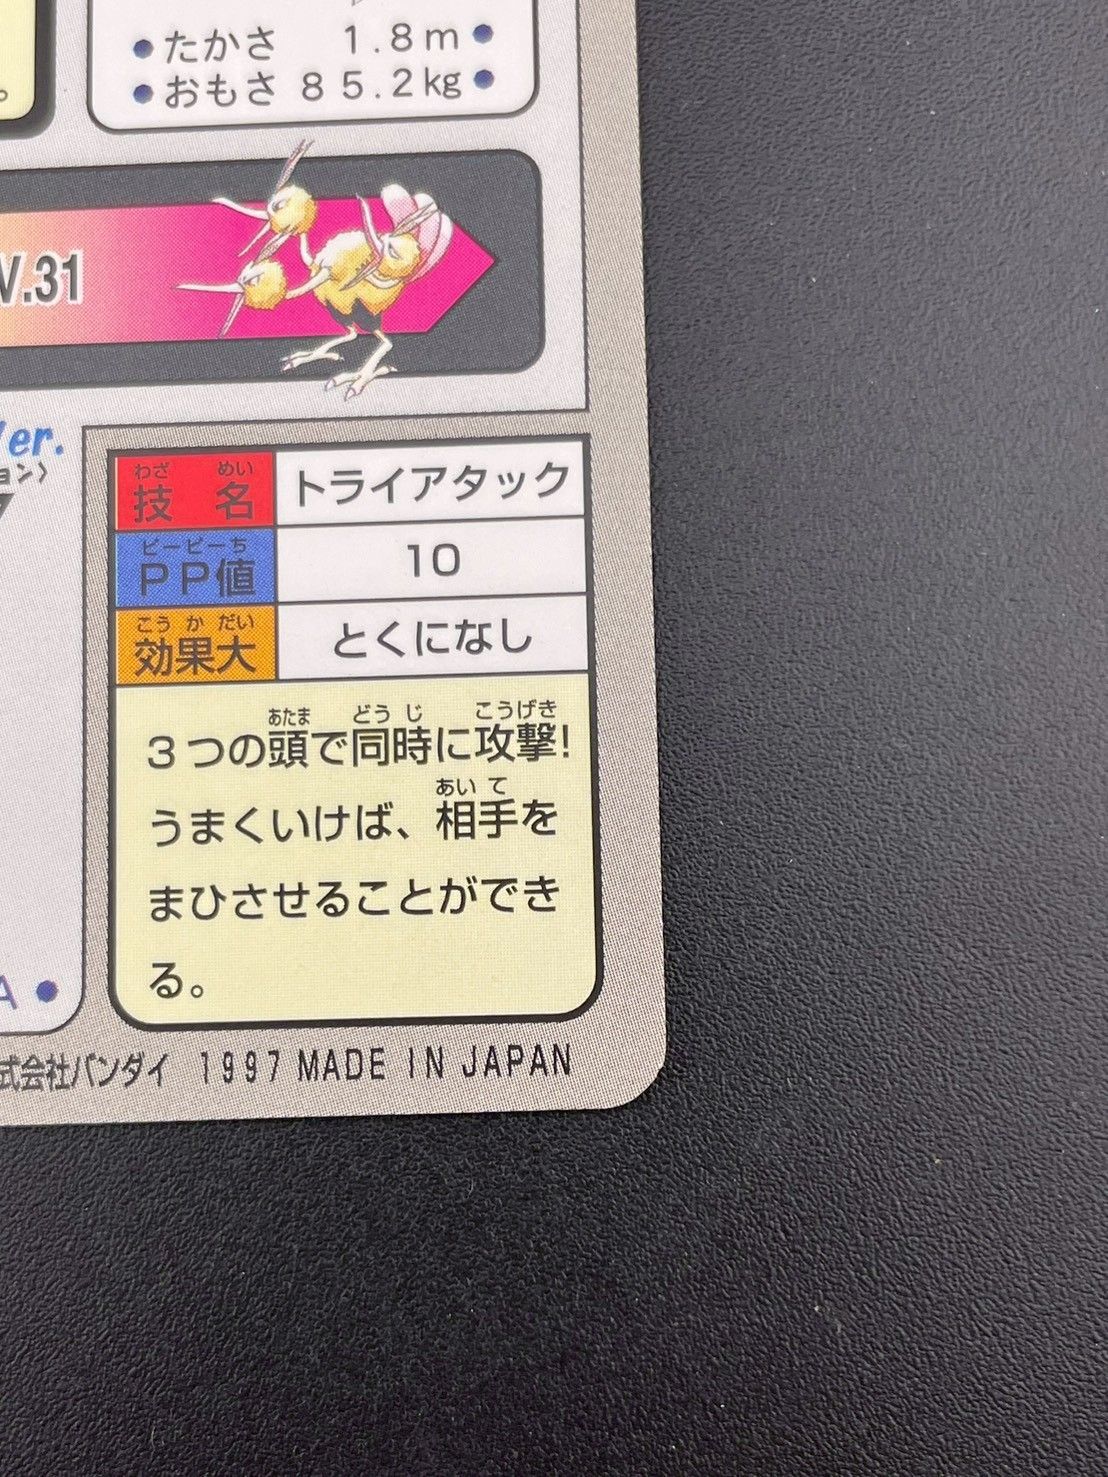 たかさ 1.8m
おもさ 85.2kg
。
V.31
Ver.
ョン〉
わざ めい
技名 トライアタック
ピーピーち
PP値 10
こうかだい
効果大 とくになし
あたま どうじ こうげき
3つの頭で同時に攻撃!
あいて
うまくいけば、相手を
まひさせることができ
る。
A
式会社バンダイ 1997 MADE IN JAPAN